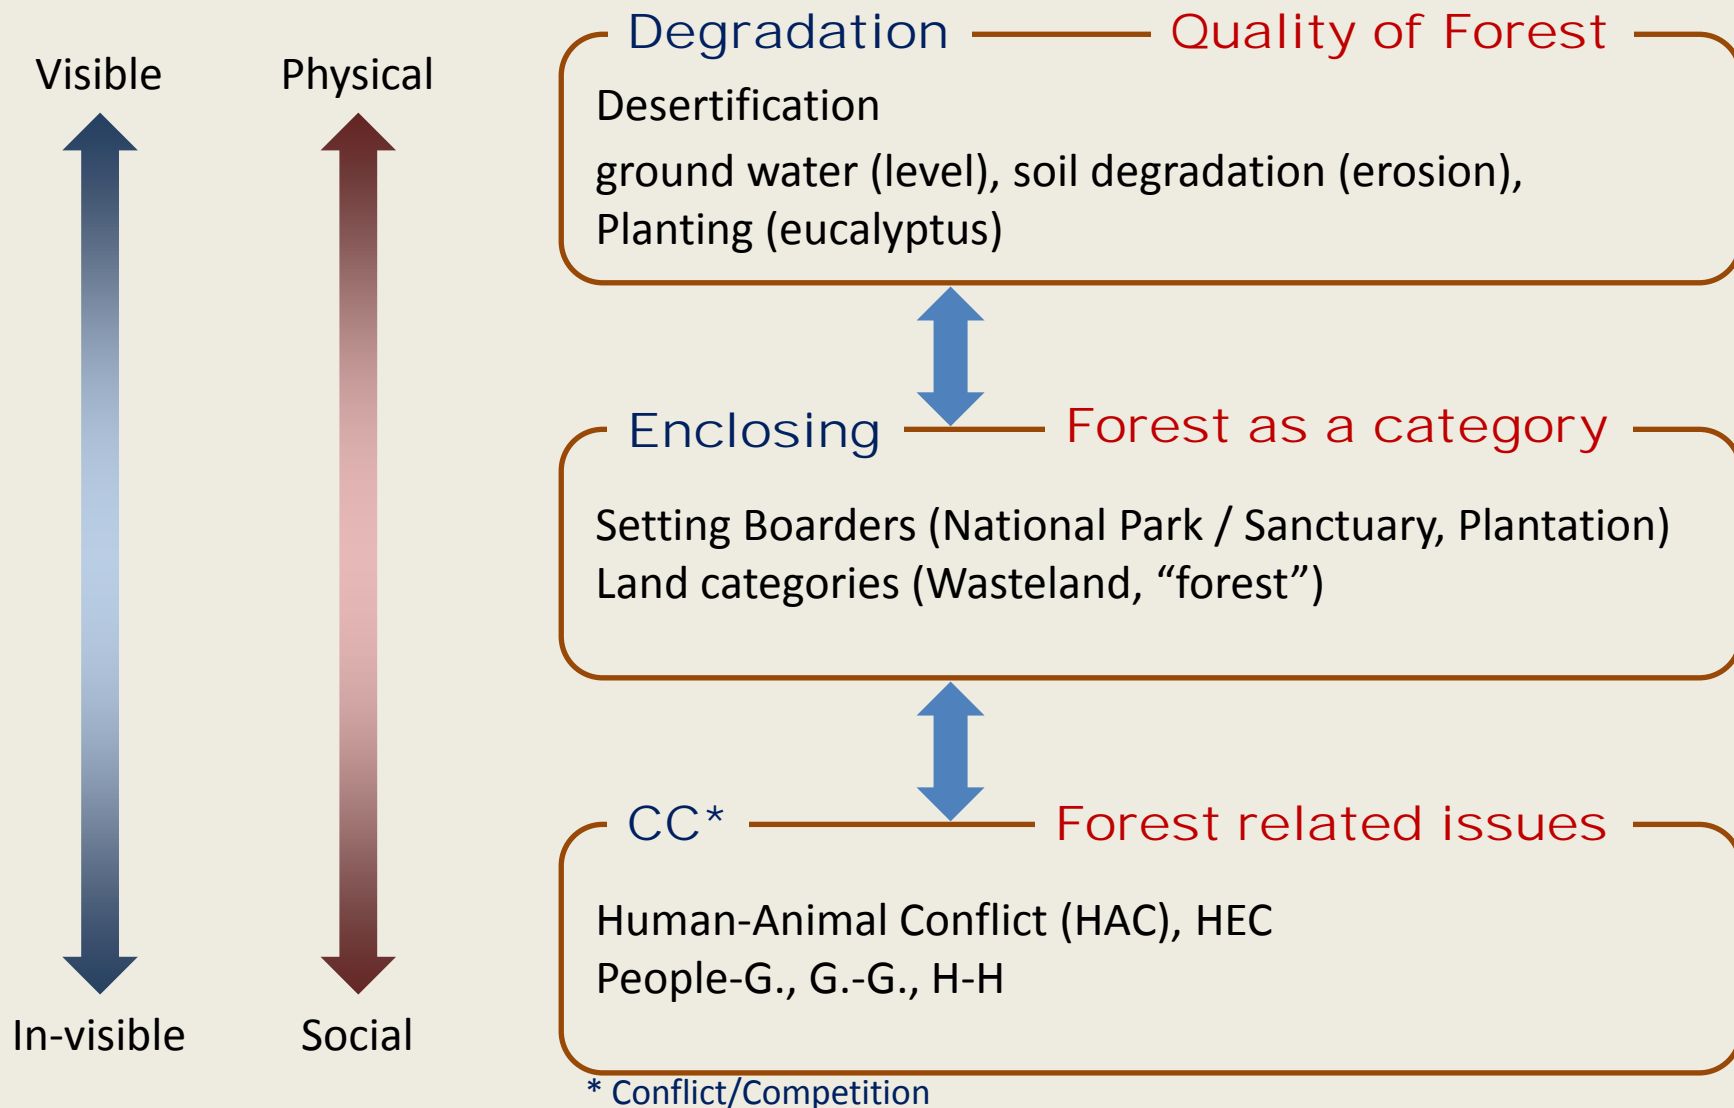 Visible
Physical
In-visible
Social
Degradation
Quality of Forest
Desertification
ground water (level), soil degradation (erosion),
Planting (eucalyptus)
Enclosing
Forest as a category
Setting Boarders (National Park / Sanctuary, Plantation)
Land categories (Wasteland, “forest”)
CC*
Forest related issues
Human-Animal Conflict (HAC), HEC
People-G., G.-G., H-H
* Conflict/Competition